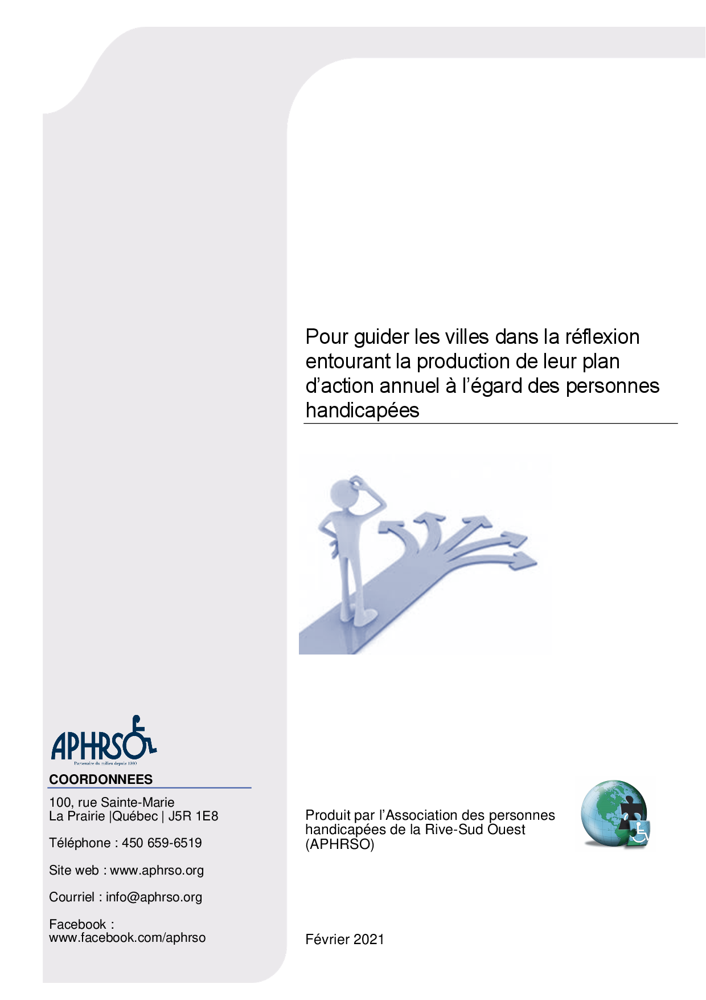 Pour guider les villes dans la réflexion
entourant la production de leur plan
d’action annuel à l’égard des personnes
handicapées
APHRSO
Partenaire du milieu depuis 1980
COORDONNEES
100, rue Sainte-Marie
La Prairie |Québec | J5R 1E8
Téléphone : 450 659-6519
Site web : www.aphrso.org
Courriel : info@aphrso.org
Facebook :
www.facebook.com/aphrso
Produit par l’Association des personnes
handicapées de la Rive-Sud Ouest
(APHRSO)
Février 2021